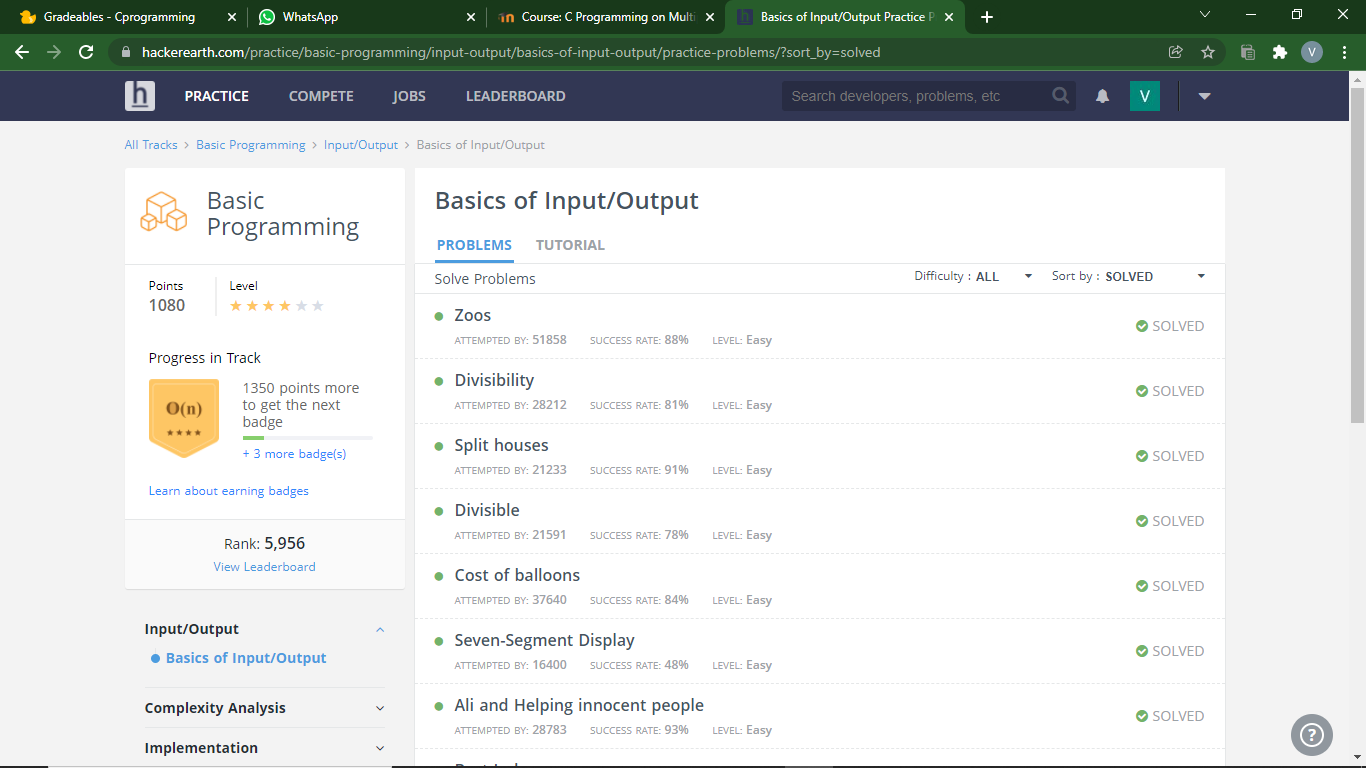 Gradeables - Cprogramming
WhatsApp
Course: C Programming on Multi
Basics of Input/Output Practice P
hackerearth.com/practice/basic-programming/input-output/basics-of-input-output/practice-problems/?sort_by=solved
V
h
PRACTICE
COMPETE
JOBS
LEADERBOARD
Search developers, problems, etc
V
All Tracks > Basic Programming > Input/Output > Basics of Input/Output
Basic
Programming
Points
1080
Level
Progress in Track
O(n)
1350 points more
to get the next
badge
+ 3 more badge(s)
Learn about earning badges
Rank: 5,956
View Leaderboard
Input/Output
Basics of Input/Output
Complexity Analysis
Implementation
Basics of Input/Output
PROBLEMS
TUTORIAL
Solve Problems
Difficulty : ALL
Sort by : SOLVED
Zoos
ATTEMPTED BY: 51858 SUCCESS RATE: 88% LEVEL: Easy
SOLVED
Divisibility
ATTEMPTED BY: 28212 SUCCESS RATE: 81% LEVEL: Easy
SOLVED
Split houses
ATTEMPTED BY: 21233 SUCCESS RATE: 91% LEVEL: Easy
SOLVED
Divisible
ATTEMPTED BY: 21591 SUCCESS RATE: 78% LEVEL: Easy
SOLVED
Cost of balloons
ATTEMPTED BY: 37640 SUCCESS RATE: 84% LEVEL: Easy
SOLVED
Seven-Segment Display
ATTEMPTED BY: 16400 SUCCESS RATE: 48% LEVEL: Easy
SOLVED
Ali and Helping innocent people
ATTEMPTED BY: 28783 SUCCESS RATE: 93% LEVEL: Easy
SOLVED
?